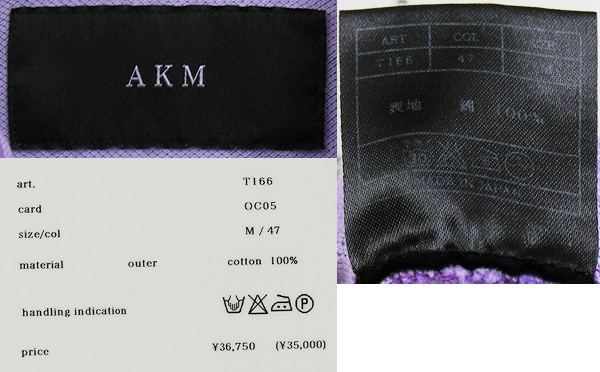 AKM
ART COL SIZE
T166 47 M
表地 綿 100%
MADE IN JAPAN
art. T166
card OC05
size/col M / 47
material outer cotton 100%
handling indication
price ¥36,750 (¥35,000)